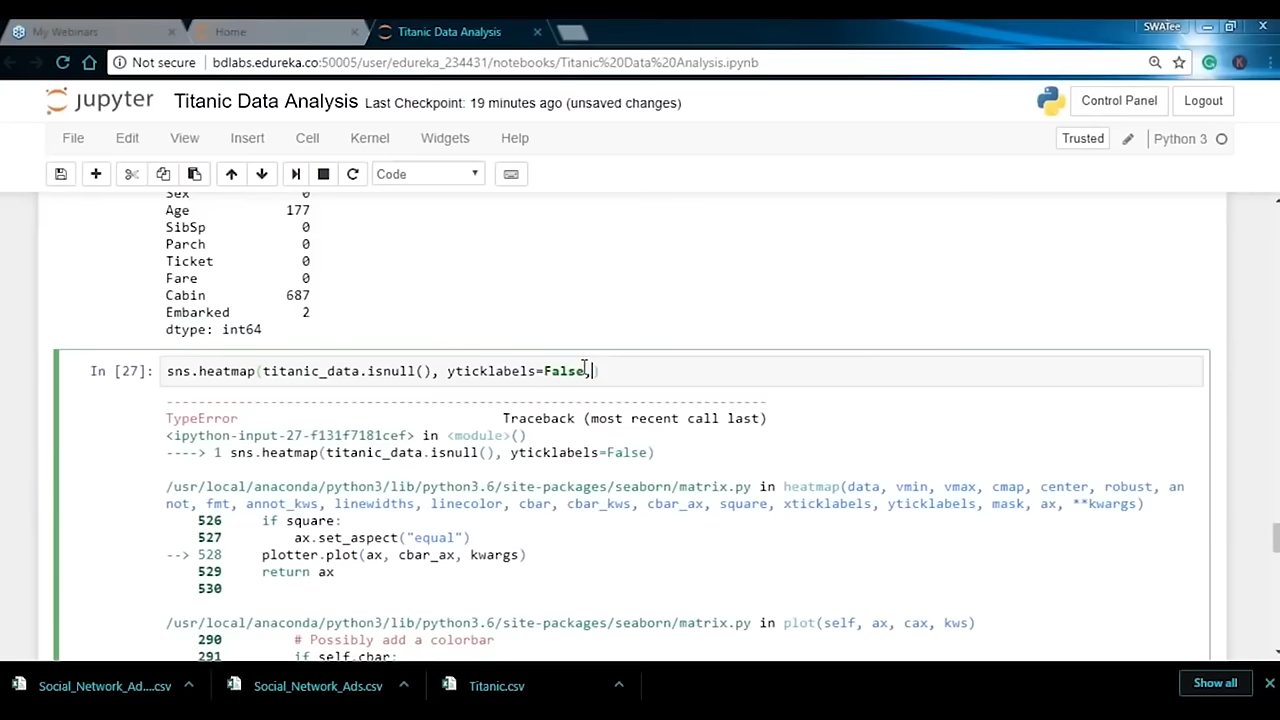 My Webinars Home Titanic Data Analysis SWATee
Not secure bdlabs.edureka.co:50005/user/edureka_234431/notebooks/Titanic%20Data%20Analysis.ipynb
jupyter Titanic Data Analysis Last Checkpoint: 19 minutes ago (unsaved changes) Control Panel Logout
File Edit View Insert Cell Kernel Widgets Help Trusted Python 3
Code
Sex 0
Age 177
SibSp 0
Parch 0
Ticket 0
Fare 0
Cabin 687
Embarked 2
dtype: int64
In [27]: sns.heatmap(titanic_data.isnull(), yticklabels=False,)
---------------------------------------------------------------------------
TypeError Traceback (most recent call last)
<ipython-input-27-f131f7181cef> in <module>()
----> 1 sns.heatmap(titanic_data.isnull(), yticklabels=False)
/usr/local/anaconda/python3/lib/python3.6/site-packages/seaborn/matrix.py in heatmap(data, vmin, vmax, cmap, center, robust, an
not, fmt, annot_kws, linewidths, linecolor, cbar, cbar_kws, cbar_ax, square, xticklabels, yticklabels, mask, ax, **kwargs)
526 if square:
527 ax.set_aspect("equal")
--> 528 plotter.plot(ax, cbar_ax, kwargs)
529 return ax
530
/usr/local/anaconda/python3/lib/python3.6/site-packages/seaborn/matrix.py in plot(self, ax, cax, kws)
290 # Possibly add a colorbar
291 if self.cbar:
Social_Network_Ad....csv Social_Network_Ads.csv Titanic.csv Show all